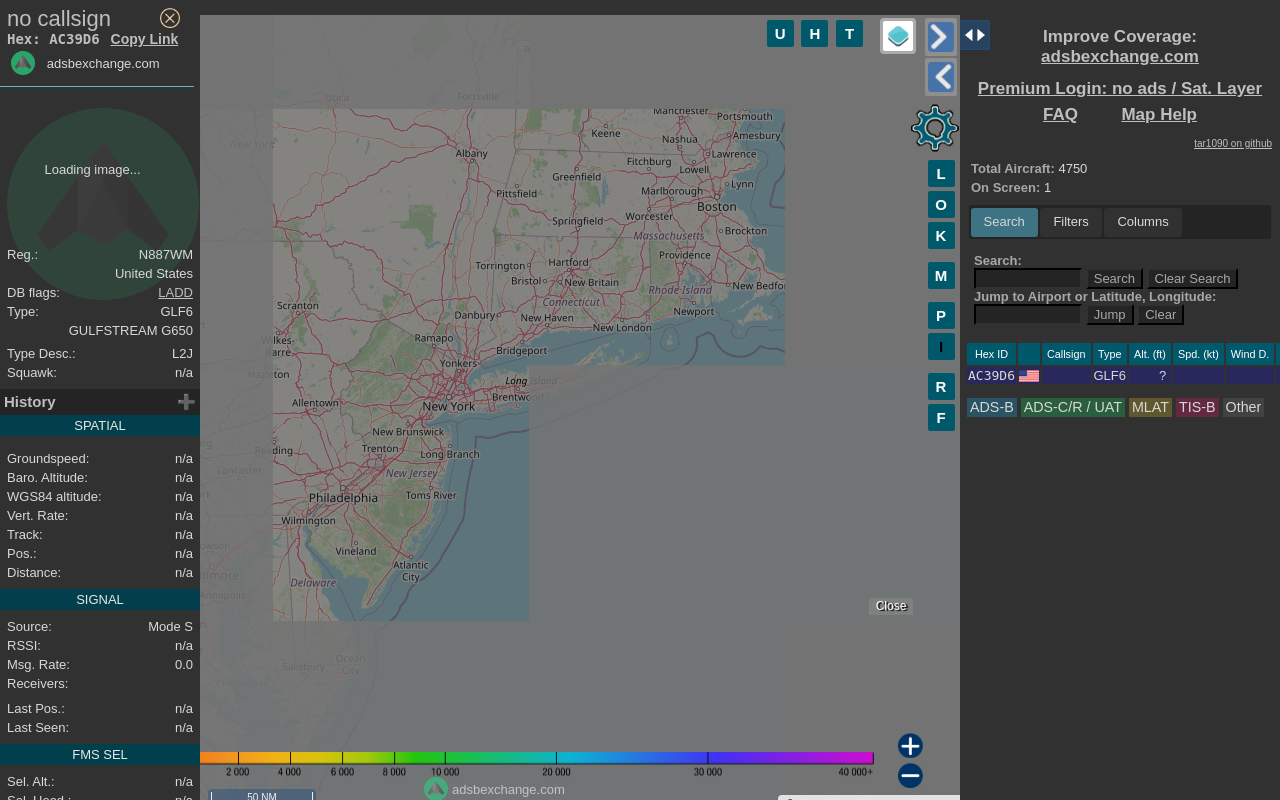 no callsign
Hex: AC39D6 Copy Link
adsbexchange.com
Loading image...
Reg.: N887WM
United States
DB flags: LADD
Type: GLF6
GULFSTREAM G650
Type Desc.: L2J
Squawk: n/a
History
SPATIAL
Groundspeed: n/a
Baro. Altitude: n/a
WGS84 altitude: n/a
Vert. Rate: n/a
Track: n/a
Pos.: n/a
Distance: n/a
SIGNAL
Source: Mode S
RSSI: n/a
Msg. Rate: 0.0
Receivers:
Last Pos.: n/a
Last Seen: n/a
FMS SEL
Sel. Alt.: n/a
U H T
L
O
K
M
P
I
R
F
Utica
Fortsville
New York
Manchester
Portsmouth
Keene
Nashua
Amesbury
Albany
Fitchburg
Lawrence
Lowell
Greenfield
Lynn
Pittsfield
Marlborough
Boston
Worcester
Springfield
Brockton
Massachusetts
Torrington
Hartford
Providence
Bristol
New Britain
Rhode Island
New Bedfor
Scranton
Connecticut
Newport
Danbury
New Haven
New London
Wilkes-
Barre
Ramapo
Bridgeport
Hazleton
Yonkers
Long Island
Allentown
Brentwood
New York
New Brunswick
Reading
Trenton
Long Branch
Lancaster
New Jersey
Philadelphia
Toms River
Wilmington
Vineland
Atlantic
City
Delaware
Annapolis
Salisbury
Ocean
City
Close
2 000 4 000 6 000 8 000 10 000 20 000 30 000 40 000+
adsbexchange.com
50 NM
Improve Coverage:
adsbexchange.com
Premium Login: no ads / Sat. Layer
FAQ Map Help
tar1090 on github
Total Aircraft: 4750
On Screen: 1
Search Filters Columns
Search:
Search Clear Search
Jump to Airport or Latitude, Longitude:
Jump Clear
Hex ID Callsign Type Alt. (ft) Spd. (kt) Wind D.
AC39D6 GLF6 ?
ADS-B ADS-C/R / UAT MLAT TIS-B Other